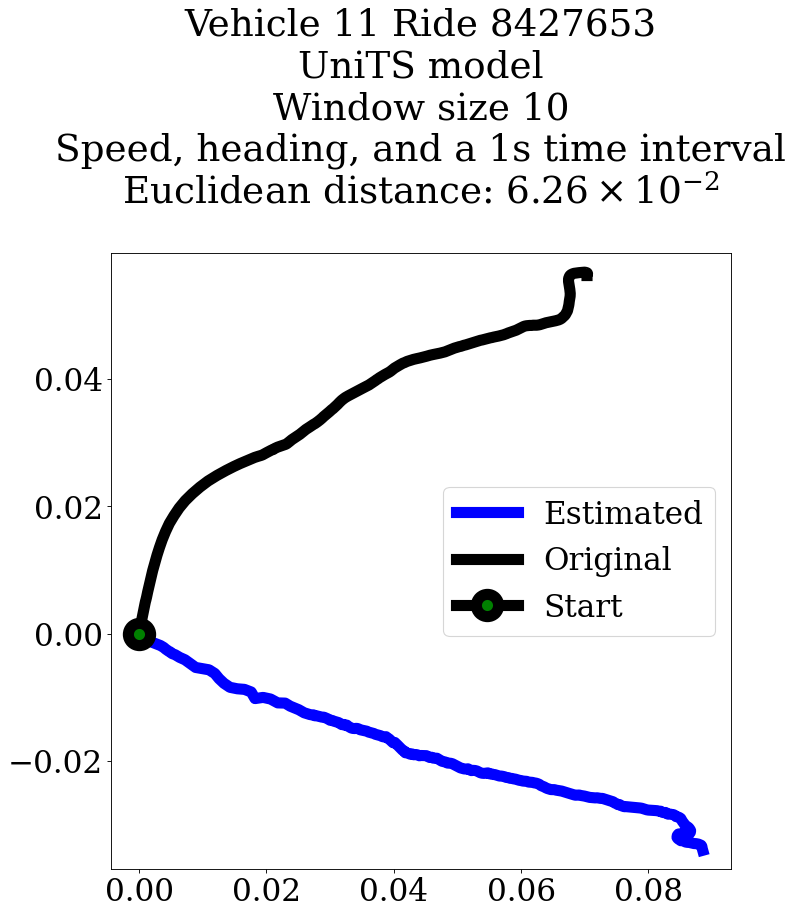 Vehicle 11 Ride 8427653
UniTS model
Window size 10
Speed, heading, and a 1s time interval
Euclidean distance: 6.26 × 10⁻²
0.04
0.02
0.00
−0.02
Estimated
Original
Start
0.00 0.02 0.04 0.06 0.08